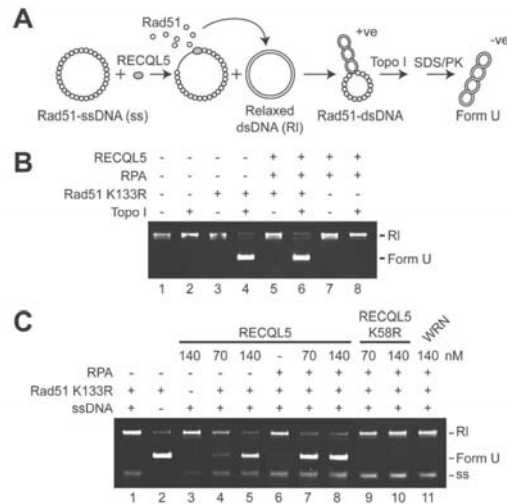 A
Rad51
RECQL5
+
+
Rad51-ssDNA (ss)
Relaxed
dsDNA (Rl)
+ve
Rad51-dsDNA
Topo I
SDS/PK
-ve
Form U
B
RECQL5 - - - - + + + +
RPA - - - - + + + +
Rad51 K133R - - + + + + - -
Topo I - + - + - + - +
Rl
Form U
1 2 3 4 5 6 7 8
C
RECQL5
RECQL5
K58R
WRN
140 70 140 - 70 140 70 140 140 nM
RPA - - - - - + + + + + +
Rad51 K133R + + - + + + + + + + +
ssDNA + - + + + + + + + + +
Rl
Form U
ss
1 2 3 4 5 6 7 8 9 10 11